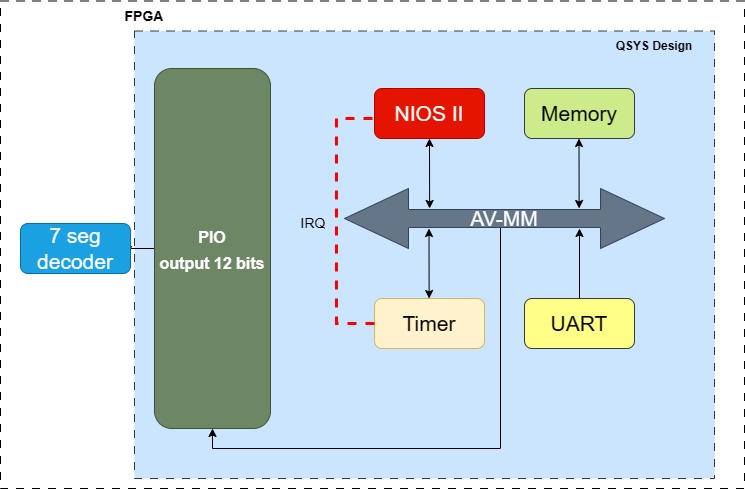 FPGA
QSYS Design
NIOS II
Memory
IRQ
AV-MM
7 seg
decoder
PIO
output 12 bits
Timer
UART